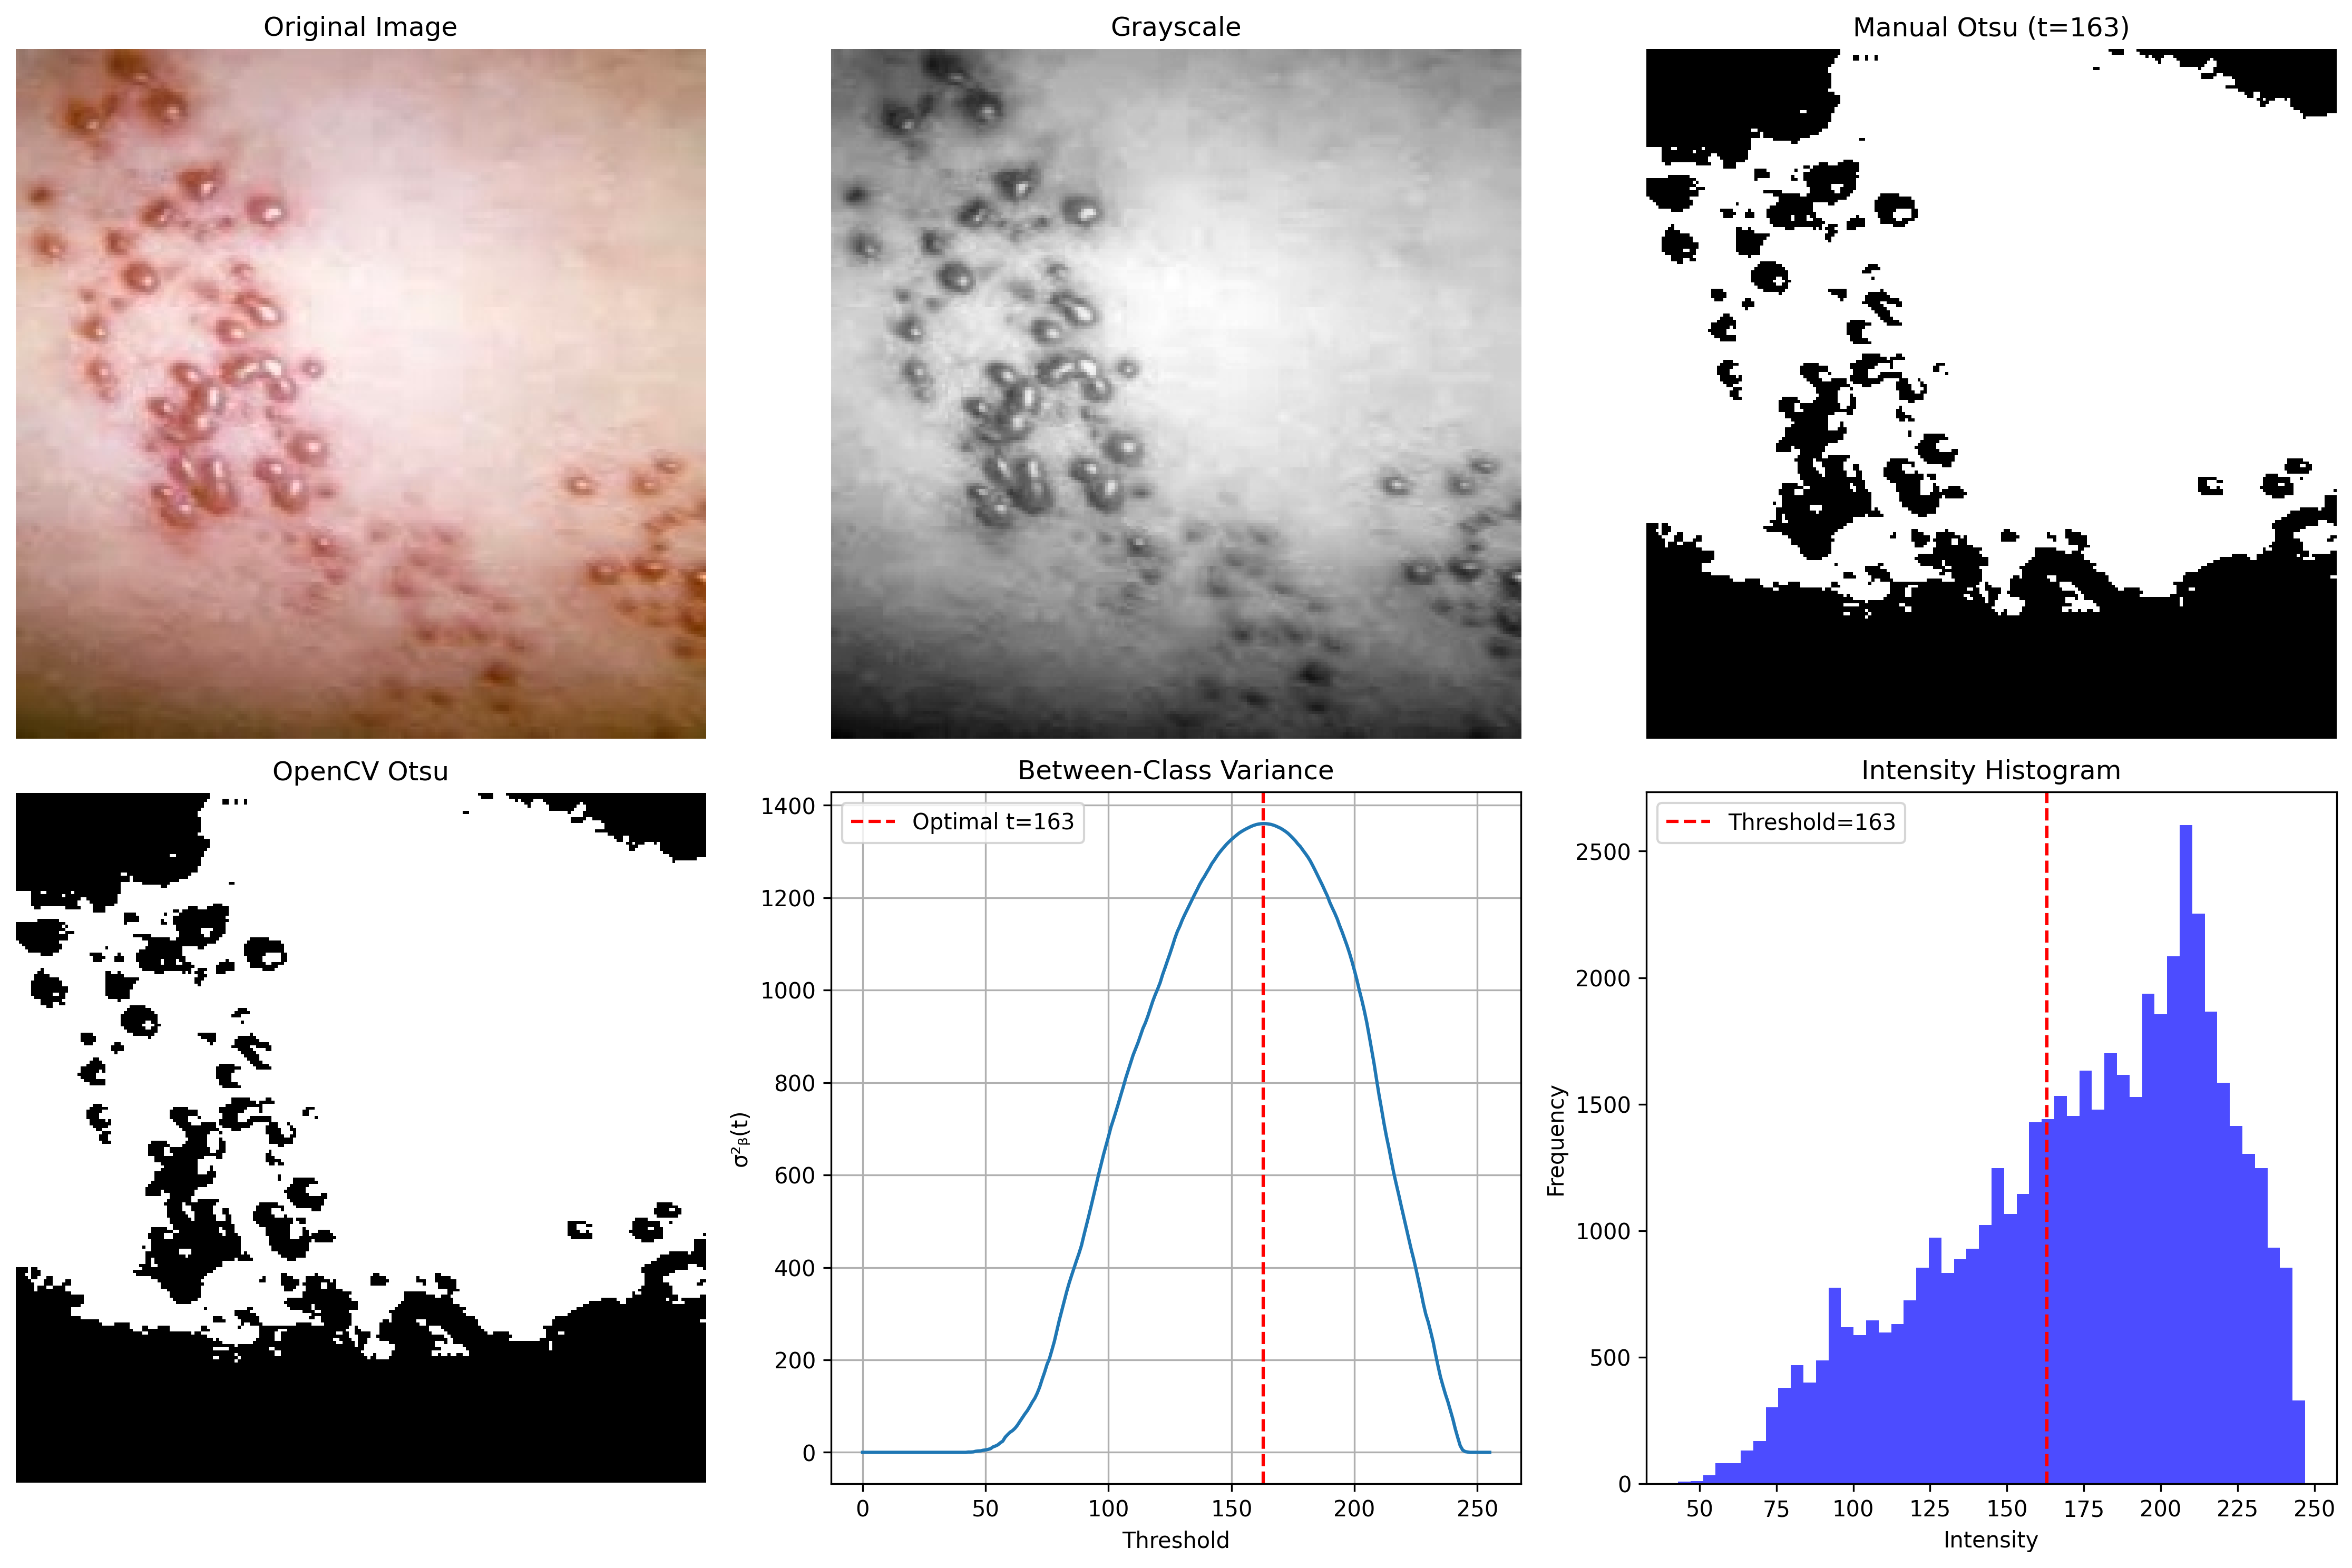 Original Image
Grayscale
Manual Otsu (t=163)
OpenCV Otsu
Between-Class Variance
1400
1200
1000
800
600
400
200
0
σ²ᵦ(t)
Optimal t=163
0 50 100 150 200 250
Threshold
Intensity Histogram
2500
2000
1500
1000
500
0
Frequency
Threshold=163
50 75 100 125 150 175 200 225 250
Intensity